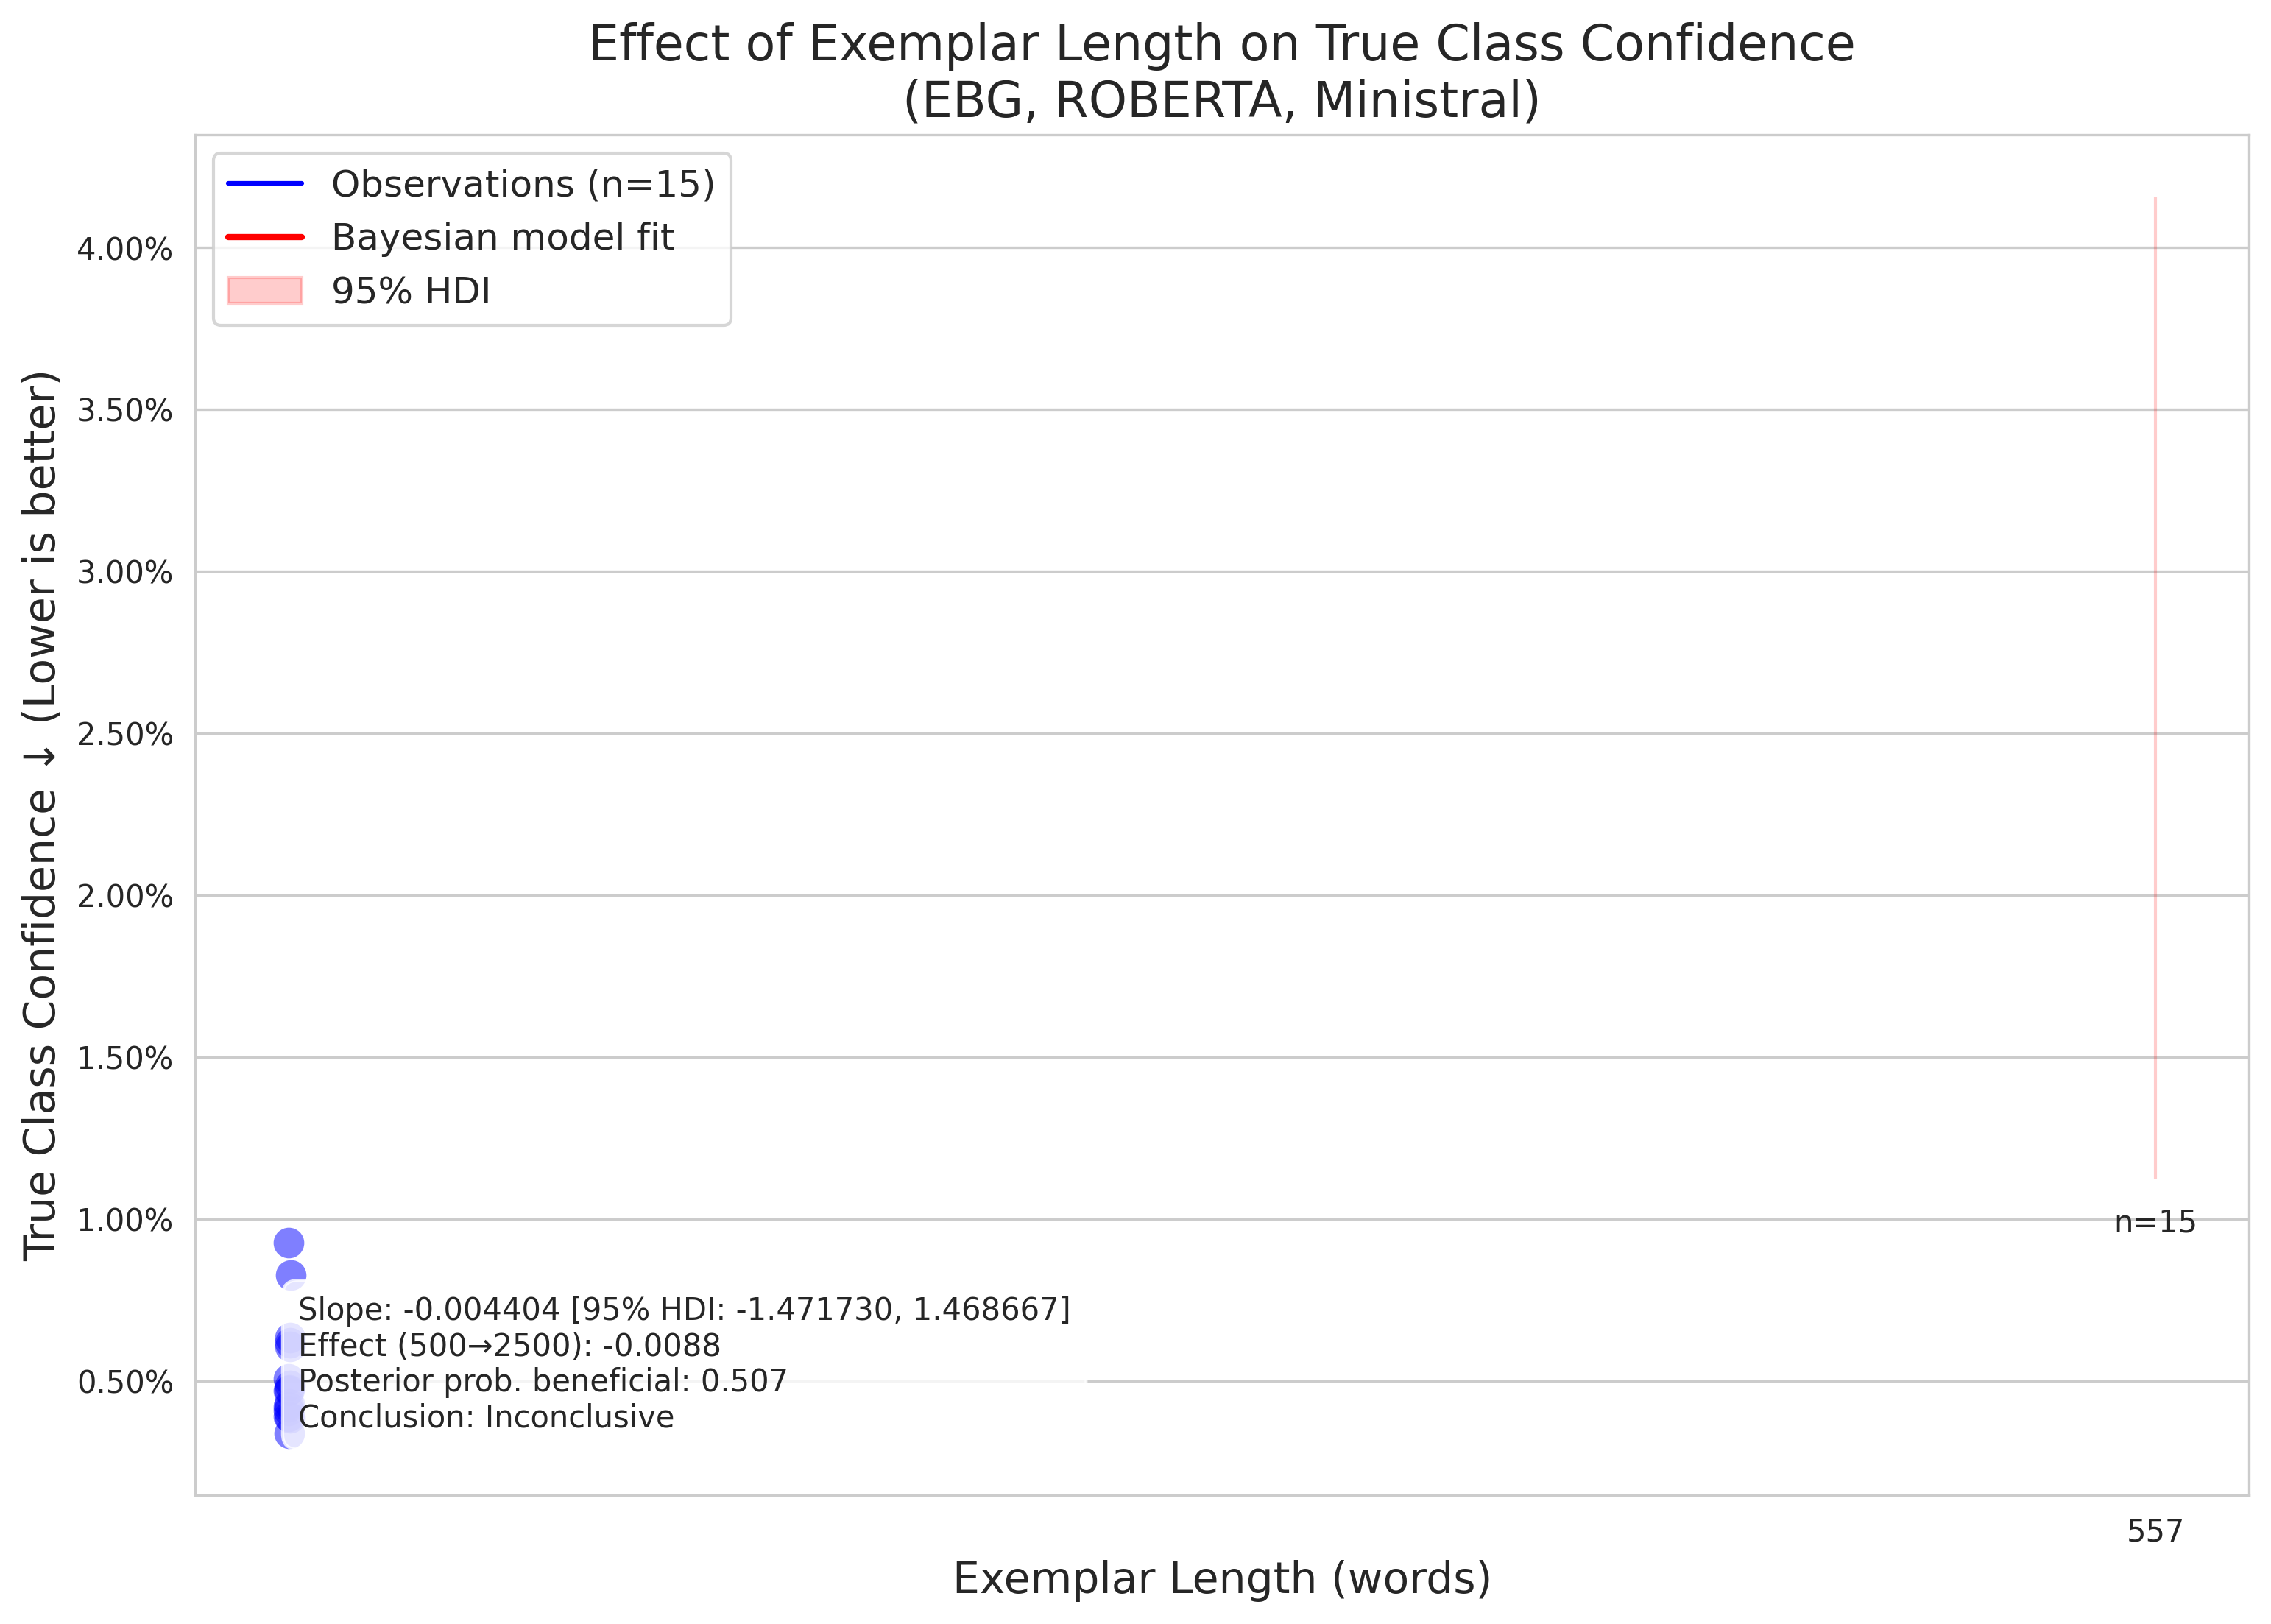 Effect of Exemplar Length on True Class Confidence
(EBG, ROBERTA, Ministral)
Observations (n=15)
Bayesian model fit
95% HDI
True Class Confidence ↓ (Lower is better)
4.00%
3.50%
3.00%
2.50%
2.00%
1.50%
1.00%
0.50%
n=15
Slope: -0.004404 [95% HDI: -1.471730, 1.468667]
Effect (500→2500): -0.0088
Posterior prob. beneficial: 0.507
Conclusion: Inconclusive
557
Exemplar Length (words)